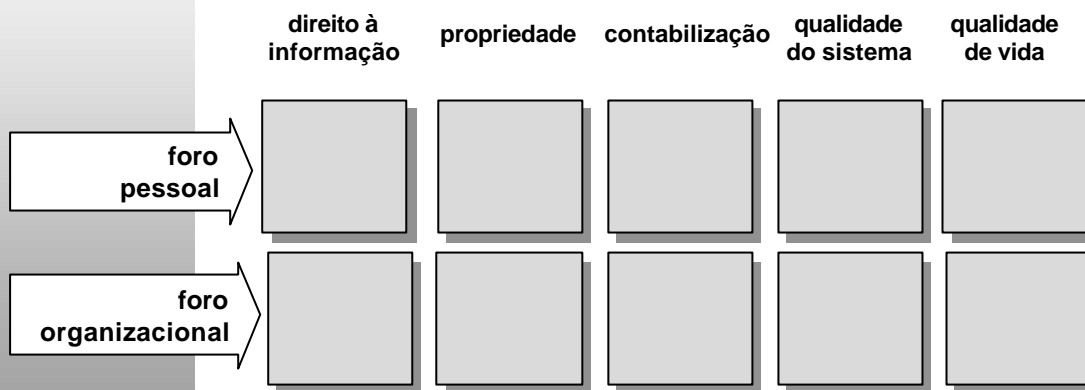 direito à
informação
propriedade
contabilização
qualidade
do sistema
qualidade
de vida
foro
pessoal
foro
organizacional